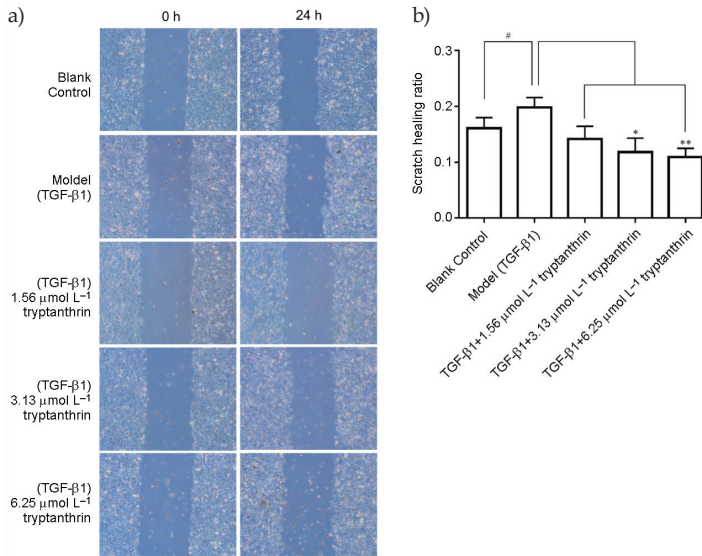 a)
0 h
24 h
Blank
Control
Moldel
(TGF-β1)
(TGF-β1)
1.56 μmol L⁻¹
tryptanthrin
(TGF-β1)
3.13 μmol L⁻¹
tryptanthrin
(TGF-β1)
6.25 μmol L⁻¹
tryptanthrin
b)
Scratch healing ratio
0.3
0.2
0.1
0.0
#
*
**
Blank Control
Model (TGF-β1)
TGF-β1+1.56 μmol L⁻¹ tryptanthrin
TGF-β1+3.13 μmol L⁻¹ tryptanthrin
TGF-β1+6.25 μmol L⁻¹ tryptanthrin